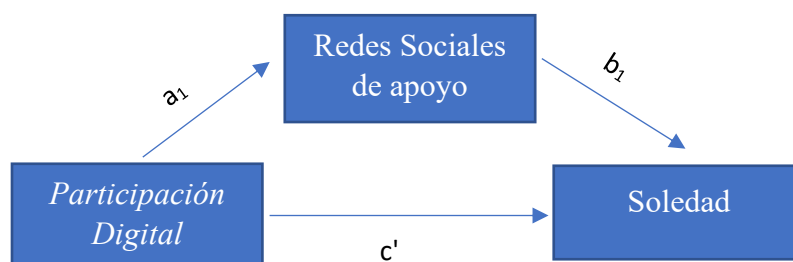 Redes Sociales
de apoyo
a₁
b₁
Participación
Digital
Soledad
c'